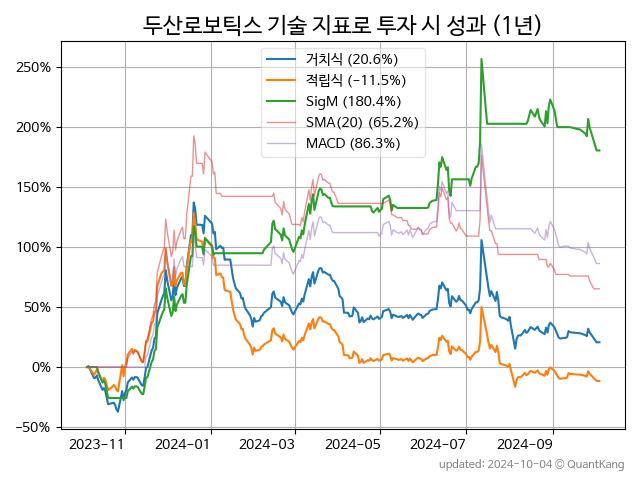 두산로보틱스 기술 지표로 투자 시 성과 (1년)
거치식 (20.6%)
적립식 (-11.5%)
SigM (180.4%)
SMA(20) (65.2%)
MACD (86.3%)
250%
200%
150%
100%
50%
0%
-50%
2023-11 2024-01 2024-03 2024-05 2024-07 2024-09
updated: 2024-10-04 © QuantKang